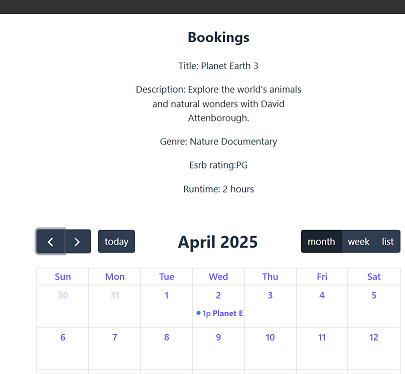 Bookings
Title: Planet Earth 3
Description: Explore the world's animals
and natural wonders with David
Attenborough.
Genre: Nature Documentary
Esrb rating:PG
Runtime: 2 hours
today
April 2025
month week list
Sun Mon Tue Wed Thu Fri Sat
30 31 1 2 3 4 5
1p Planet E
6 7 8 9 10 11 12